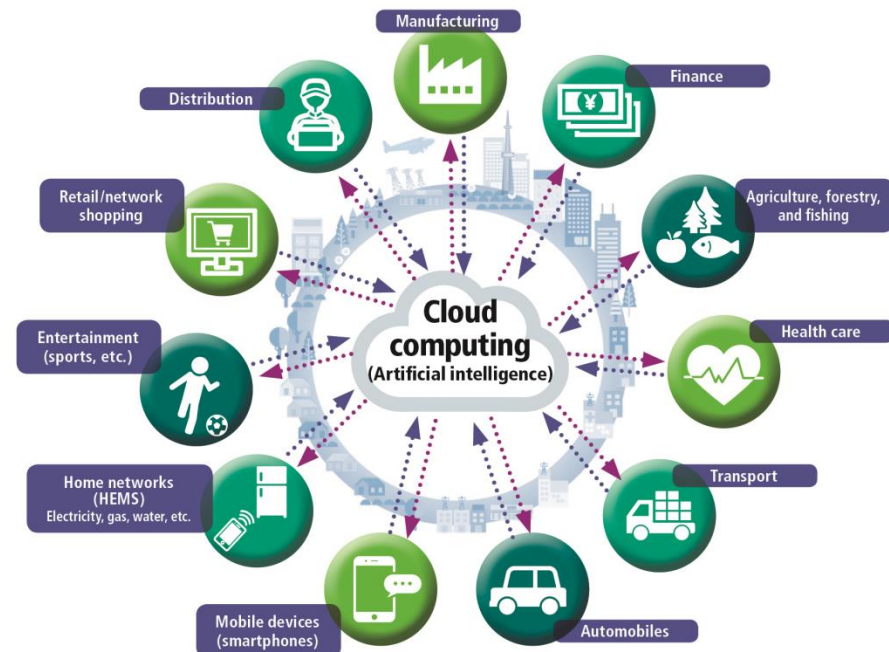 Manufacturing
Finance
Distribution
¥
Retail/network
shopping
Agriculture, forestry,
and fishing
Cloud
computing
(Artificial intelligence)
Entertainment
(sports, etc.)
Health care
Home networks
(HEMS)
Electricity, gas, water, etc.
Transport
Mobile devices
(smartphones)
Automobiles